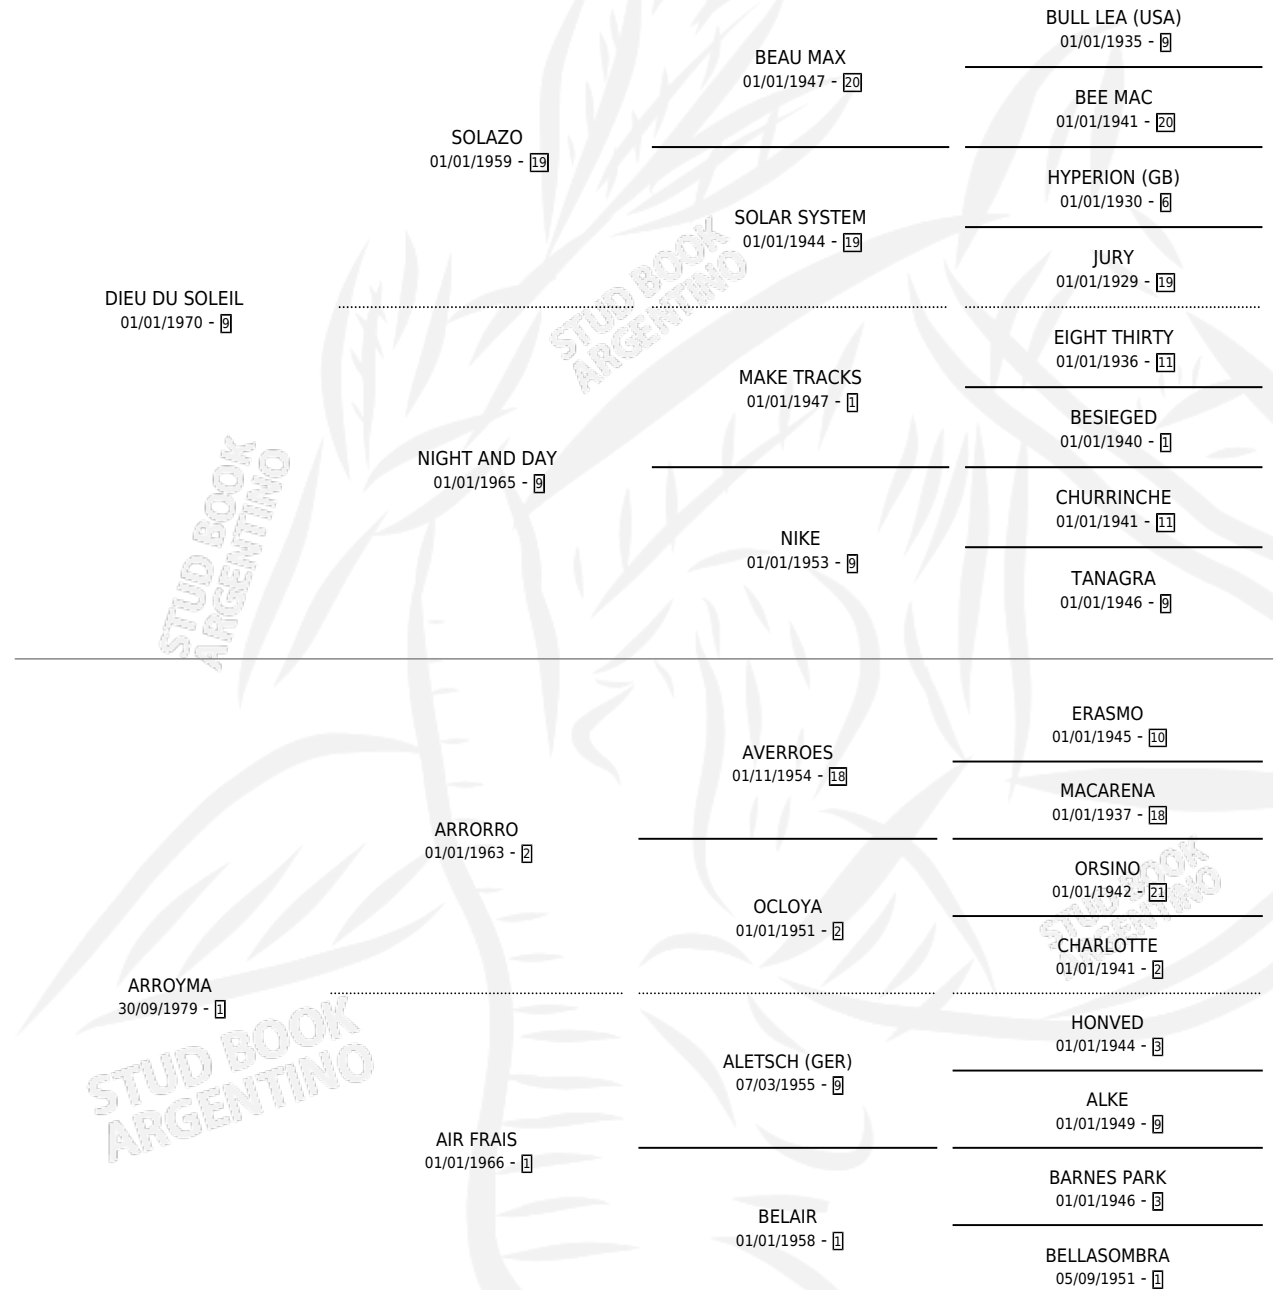 BULL LEA (USA)
01/01/1935 - 9
BEAU MAX
01/01/1947 - 20
BEE MAC
01/01/1941 - 20
SOLAZO
01/01/1959 - 19
HYPERION (GB)
01/01/1930 - 6
SOLAR SYSTEM
01/01/1944 - 19
JURY
01/01/1929 - 19
DIEU DU SOLEIL
01/01/1970 - 9
STUD BOOK
ARGENTINO
EIGHT THIRTY
01/01/1936 - 11
MAKE TRACKS
01/01/1947 - 1
BESIEGED
01/01/1940 - 1
NIGHT AND DAY
01/01/1965 - 9
CHURRINCHE
01/01/1941 - 11
NIKE
01/01/1953 - 9
TANAGRA
01/01/1946 - 9
STUD BOOK
ARGENTINO
ERASMO
01/01/1945 - 10
AVERROES
01/11/1954 - 18
MACARENA
01/01/1937 - 18
ARRORRO
01/01/1963 - 2
ORSINO
01/01/1942 - 21
OCLOYA
01/01/1951 - 2
CHARLOTTE
01/01/1941 - 2
STUD BOOK
ARGENTINO
ARROYMA
30/09/1979 - 1
HONVED
01/01/1944 - 3
ALETSCH (GER)
07/03/1955 - 9
ALKE
01/01/1949 - 9
STUD BOOK
ARGENTINO
AIR FRAIS
01/01/1966 - 1
BARNES PARK
01/01/1946 - 3
BELAIR
01/01/1958 - 1
BELLASOMBRA
05/09/1951 - 1